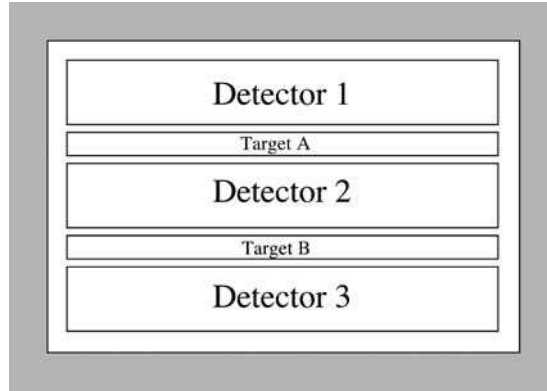 Detector 1
Target A
Detector 2
Target B
Detector 3